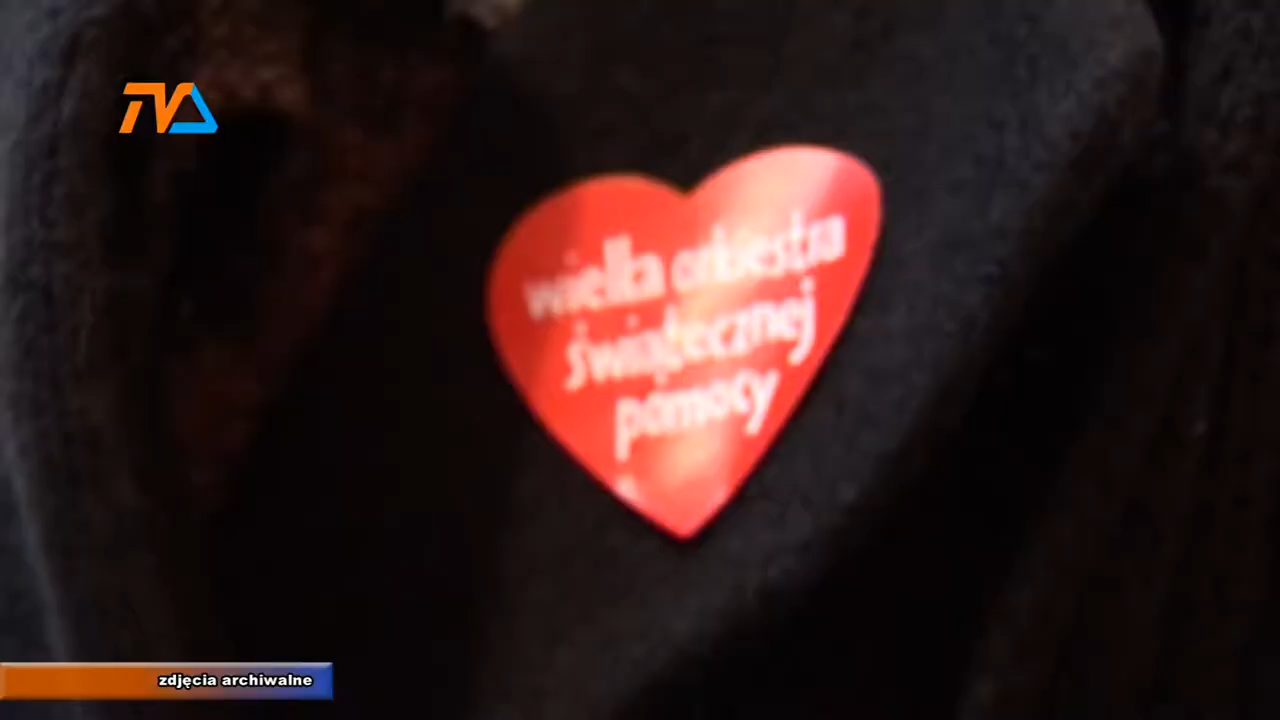 TVA
wielka orkiestra
świątecznej
pomocy
zdjęcia archiwalne